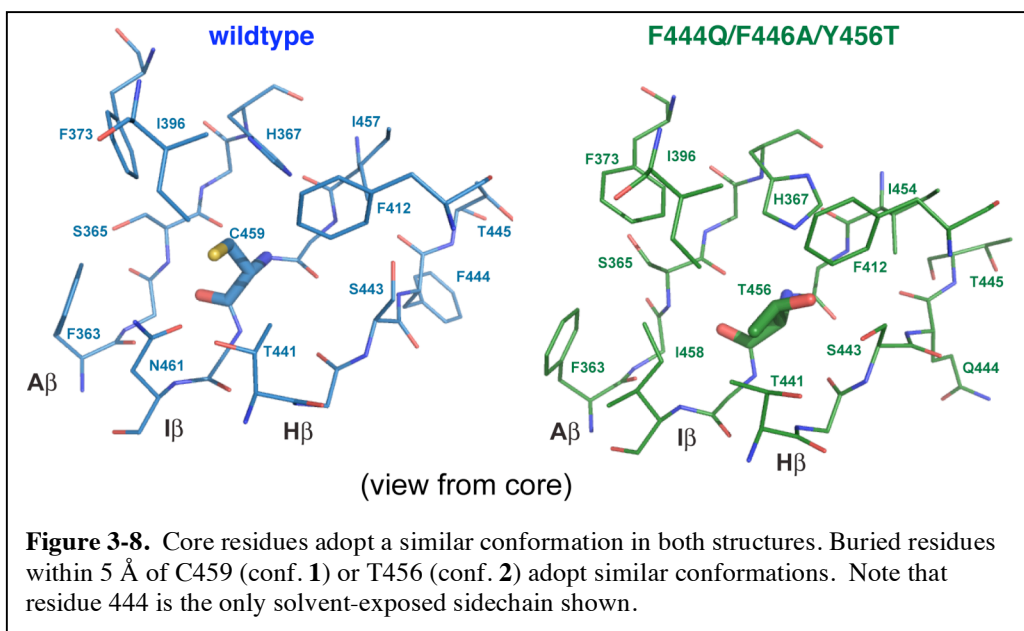 wildtype
F444Q/F446A/Y456T
F373
I396
H367
I457
S365
C459
F412
T445
F363
N461
T441
S443
F444
Aβ
Iβ
Hβ
F373
I396
H367
I454
S365
F412
T445
T456
F363
I458
T441
S443
Q444
Aβ
Iβ
Hβ
(view from core)
Figure 3-8. Core residues adopt a similar conformation in both structures. Buried residues
within 5 Å of C459 (conf. 1) or T456 (conf. 2) adopt similar conformations. Note that
residue 444 is the only solvent-exposed sidechain shown.